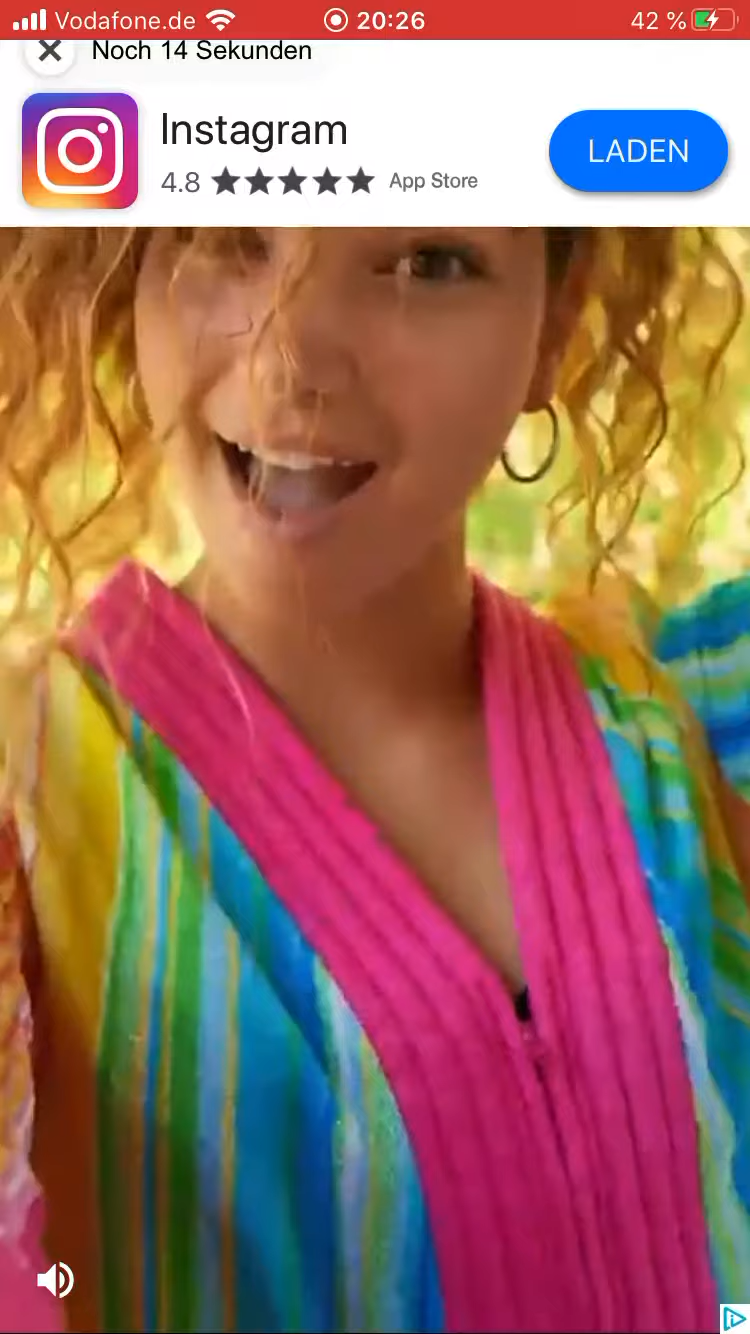 Vodafone.de 20:26 42 %
Noch 14 Sekunden
Instagram
LADEN
4.8 App Store